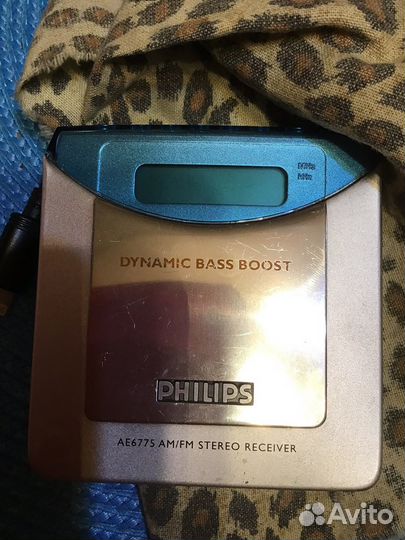 DYNAMIC BASS BOOST
PHILIPS
AE6775 AM/FM STEREO RECEIVER
Avito